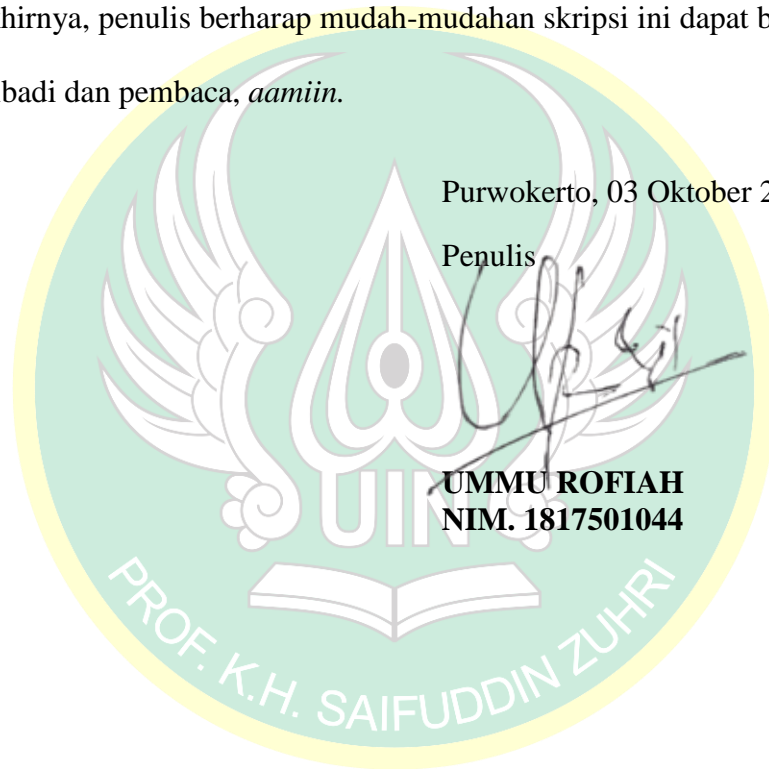 hirnya, penulis berharap mudah-mudahan skripsi ini dapat b
badi dan pembaca, aamiin.
Purwokerto, 03 Oktober 2
Penulis
UMMU ROFIAH
NIM. 1817501044
UIN
PROF. K.H. SAIFUDDIN ZUHRI